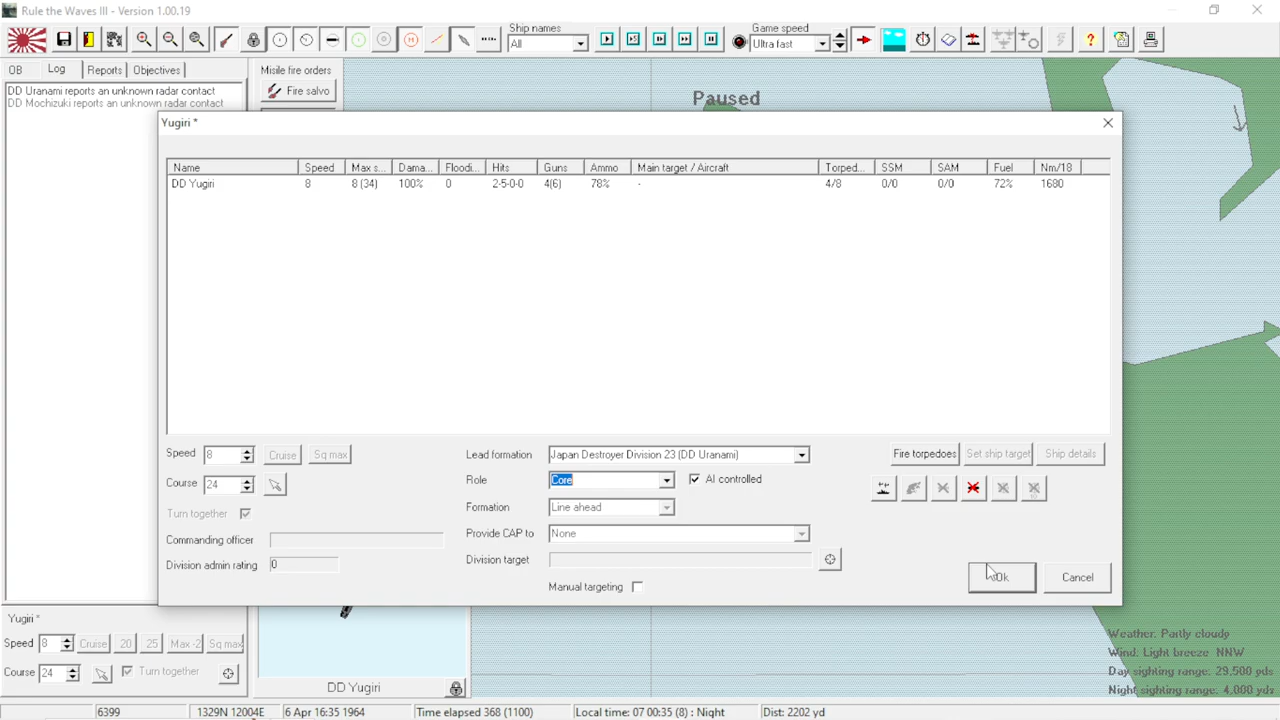 Rule the Waves III - Version 1.00.19
Ship names
All
Game speed
Ultra fast
OB
Log
Reports
Objectives
Misile fire orders
Fire salvo
DD Uranami reports an unknown radar contact
DD Mochizuki reports an unknown radar contact
Paused
Yugiri *
Name Speed Max s... Dama... Floodi... Hits Guns Ammo Main target / Aircraft Torped... SSM SAM Fuel Nm/18
DD Yugiri 8 8 (34) 100% 0 2-5-0-0 4(6) 78% - 4/8 0/0 0/0 72% 1680
Speed 8 Cruise Sq max
Course 24
Turn together
Commanding officer
Division admin rating 0
Lead formation Japan Destroyer Division 23 (DD Uranami)
Role Core AI controlled
Formation Line ahead
Provide CAP to None
Division target
Manual targeting
Fire torpedoes Set ship target Ship details
Ok Cancel
Yugiri *
Speed 8 Cruise 20 25 Max -2 Sq max
Course 24 Turn together
DD Yugiri
Weather. Partly cloudy
Wind. Light breeze NNW
Day sighting range: 29,500 yds
Night sighting range: 4,000 yds
6399 1329N 12004E 6 Apr 16:35 1964 Time elapsed 368 (1100) Local time: 07 00:35 (8) : Night Dist: 2202 yd